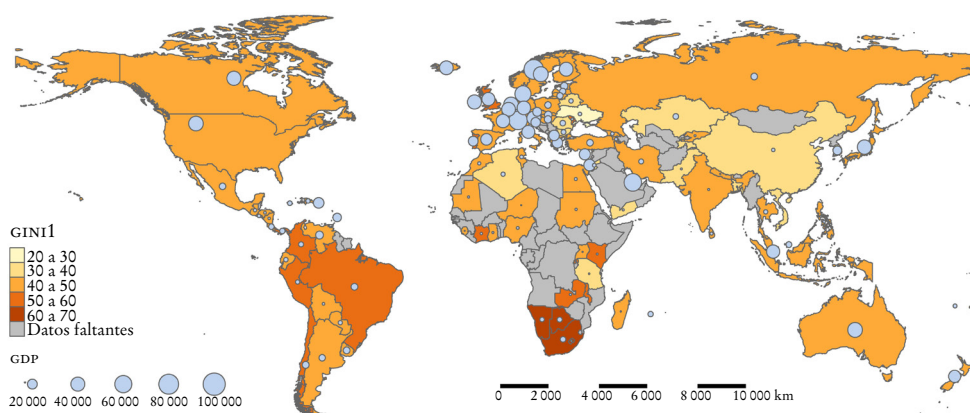 GINI1
20 a 30
30 a 40
40 a 50
50 a 60
60 a 70
Datos faltantes
GDP
20 000 40 000 60 000 80 000 100 000
0 2 000 4 000 6 000 8 000 10 000 km